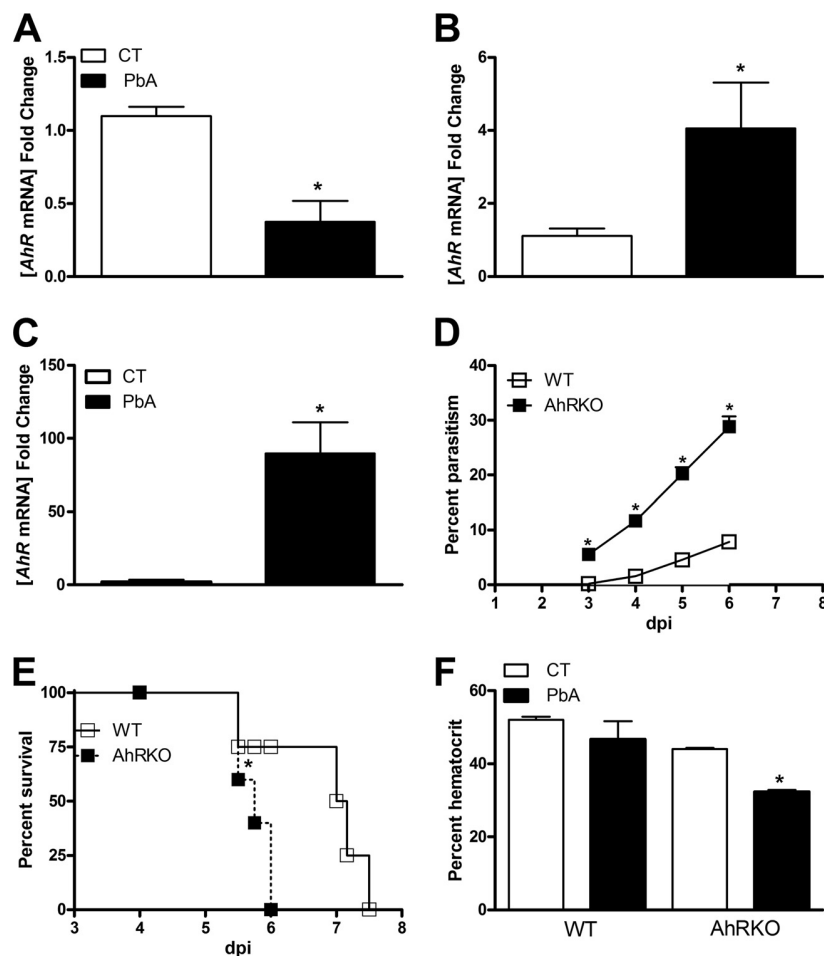 A
CT
PbA
[AhR mRNA] Fold Change
1.5
1.0
0.5
0.0
*
B
[AhR mRNA] Fold Change
6
4
2
0
*
C
CT
PbA
[AhR mRNA] Fold Change
150
100
50
0
*
D
WT
AhRKO
Percent parasitism
40
30
20
10
0
* * * *
1 2 3 4 5 6 7 8
dpi
E
WT
AhRKO
Percent survival
100
75
50
25
0
*
3 4 5 6 7 8
dpi
F
CT
PbA
Percent hematocrit
60
40
20
0
*
WT AhRKO